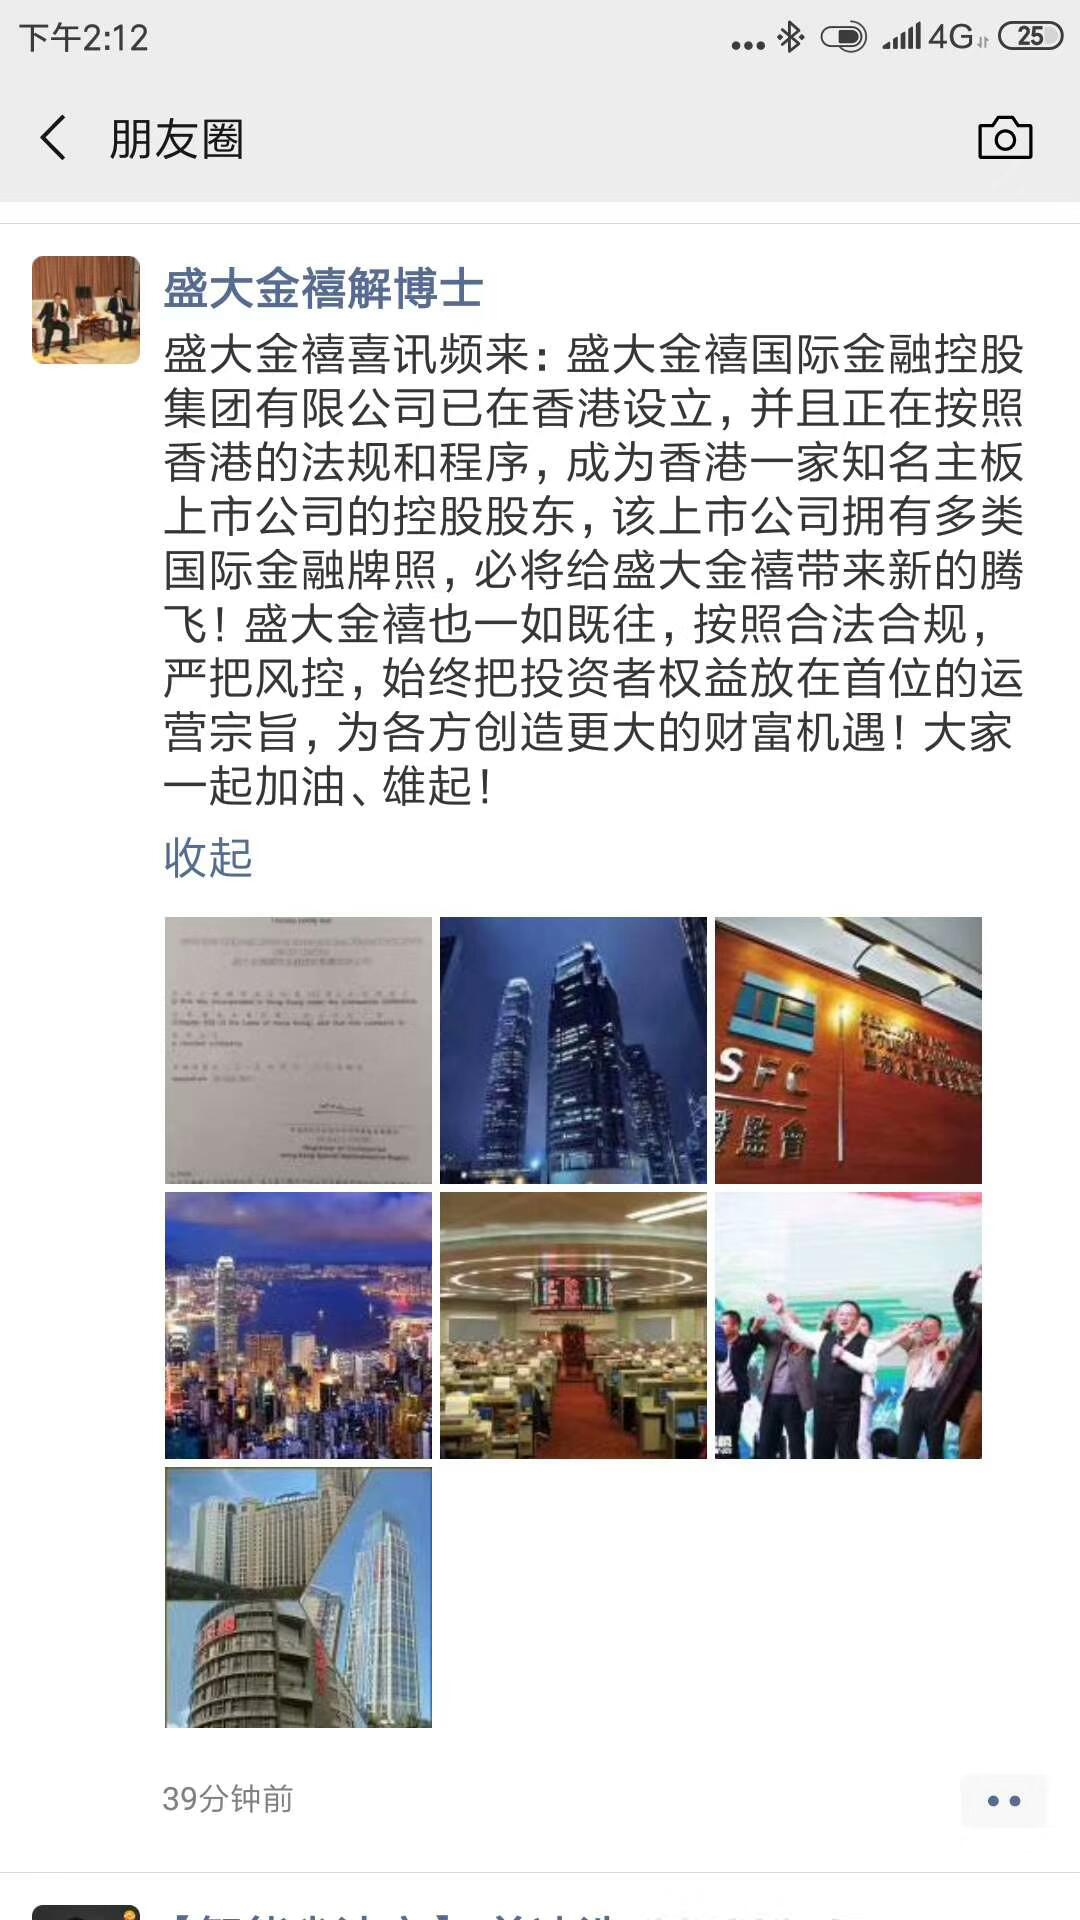 下午2:12
4G
25
朋友圈
盛大金禧解博士
盛大金禧喜讯频来：盛大金禧国际金融控股
集团有限公司已在香港设立，并且正在按照
香港的法规和程序，成为香港一家知名主板
上市公司的控股股东，该上市公司拥有多类
国际金融牌照，必将给盛大金禧带来新的腾
飞！盛大金禧也一如既往，按照合法合规，
严把风控，始终把投资者权益放在首位的运
营宗旨，为各方创造更大的财富机遇！大家
一起加油、雄起！
收起
SFC
證監會
39分钟前